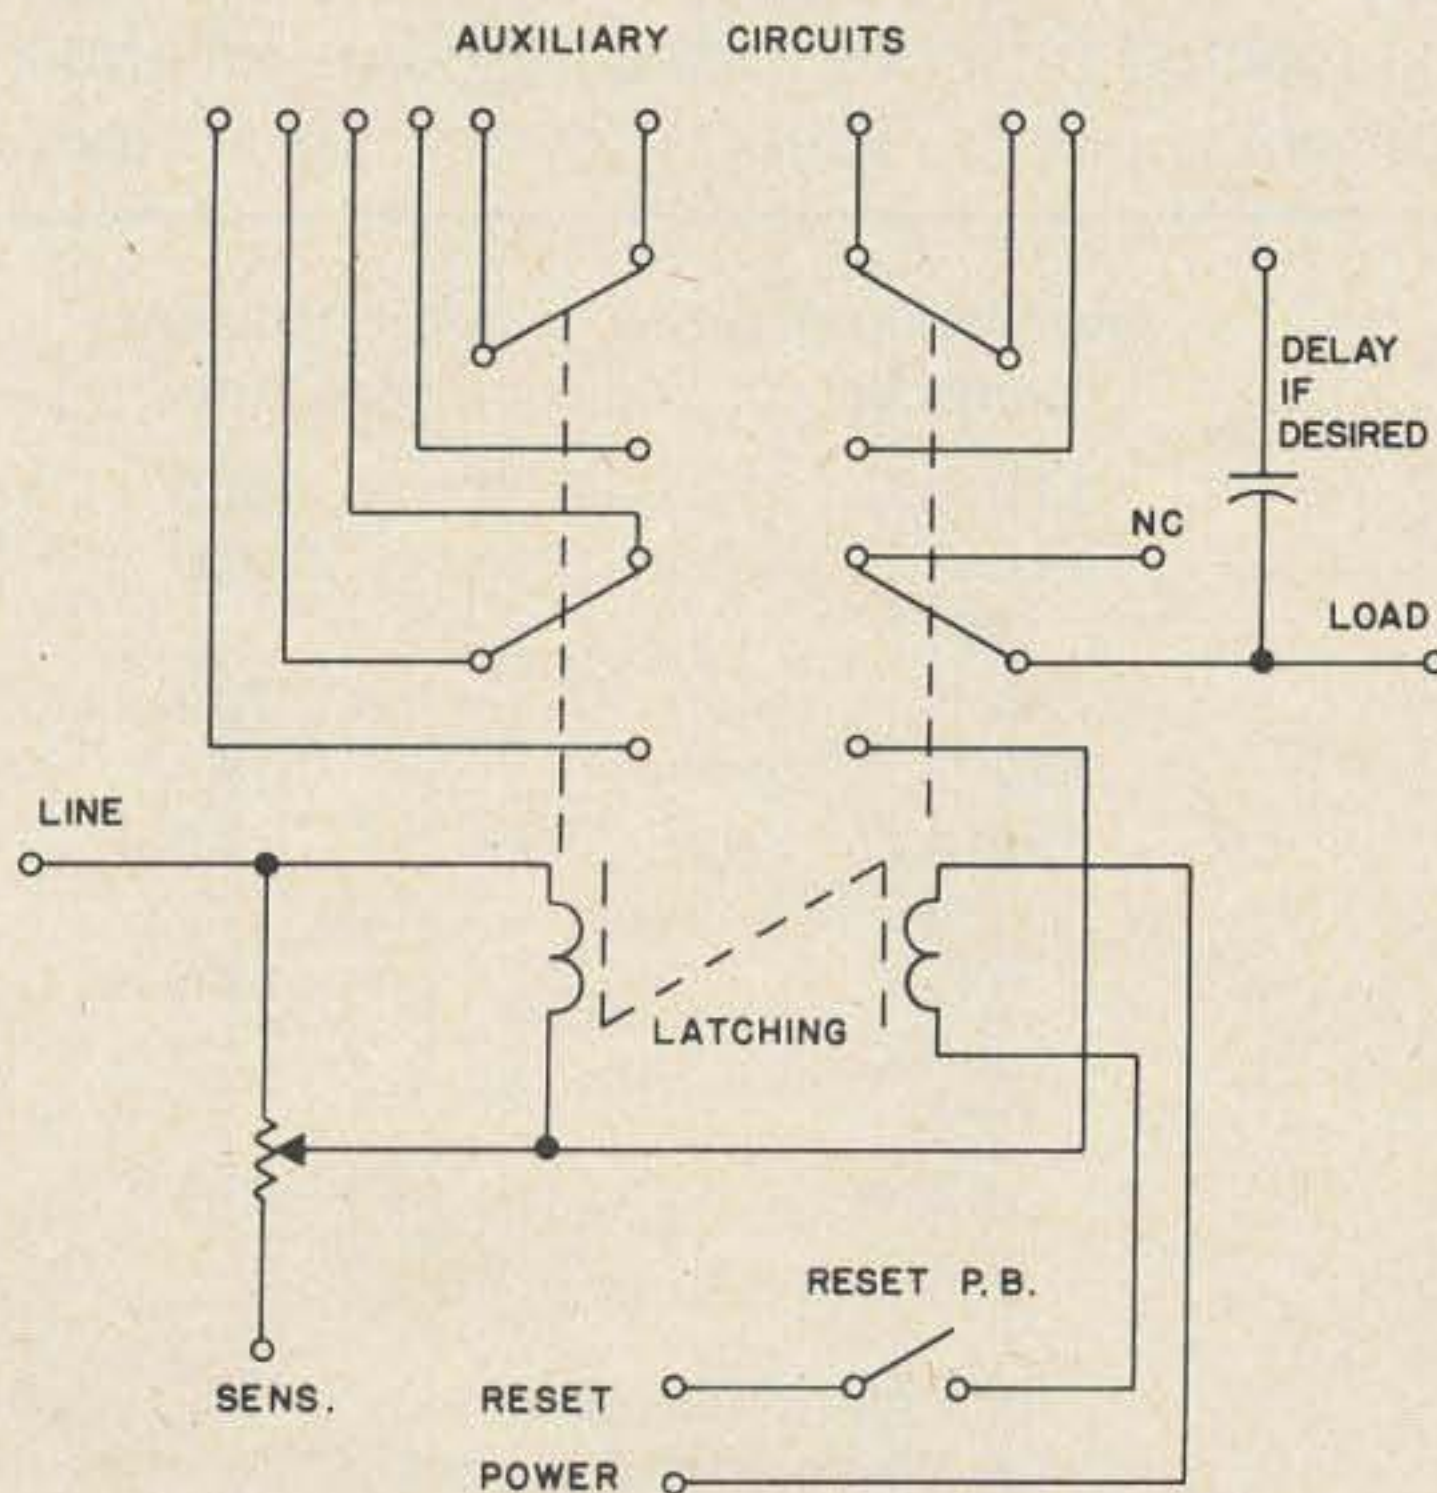 AUXILIARY CIRCUITS
DELAY
IF
DESIRED
NC
LOAD
LINE
LATCHING
RESET P.B.
SENS.
RESET
POWER